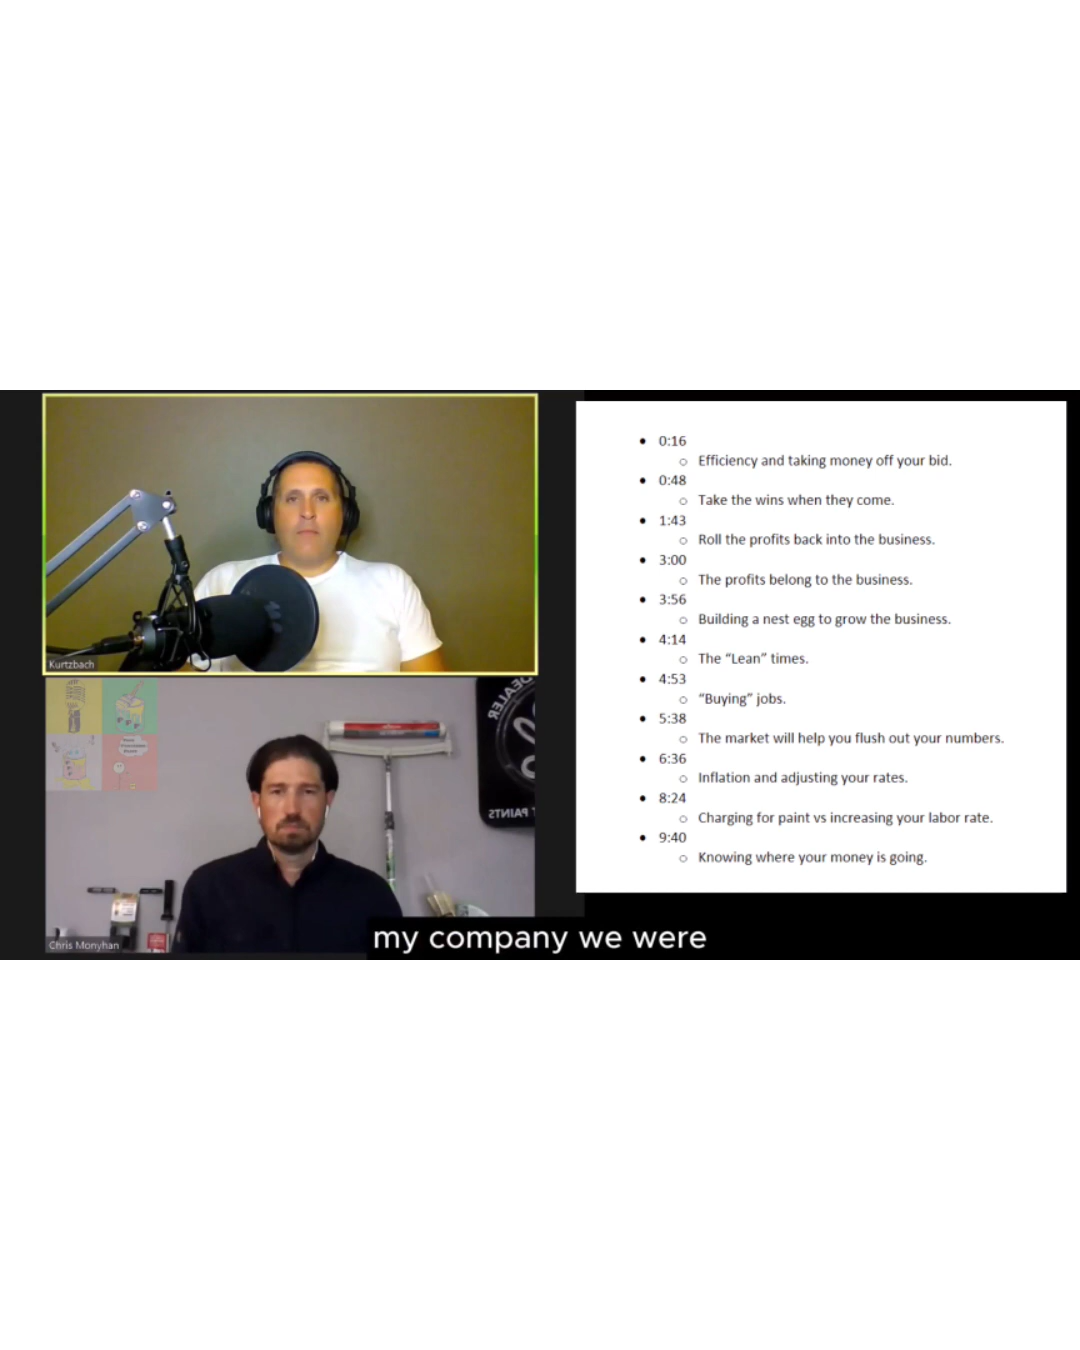 Kurtzbach
DEALER
PAINTS
Chris Monyhan
0:16
Efficiency and taking money off your bid.
0:48
Take the wins when they come.
1:43
Roll the profits back into the business.
3:00
The profits belong to the business.
3:56
Building a nest egg to grow the business.
4:14
The “Lean” times.
4:53
“Buying” jobs.
5:38
The market will help you flush out your numbers.
6:36
Inflation and adjusting your rates.
8:24
Charging for paint vs increasing your labor rate.
9:40
Knowing where your money is going.
my company we were